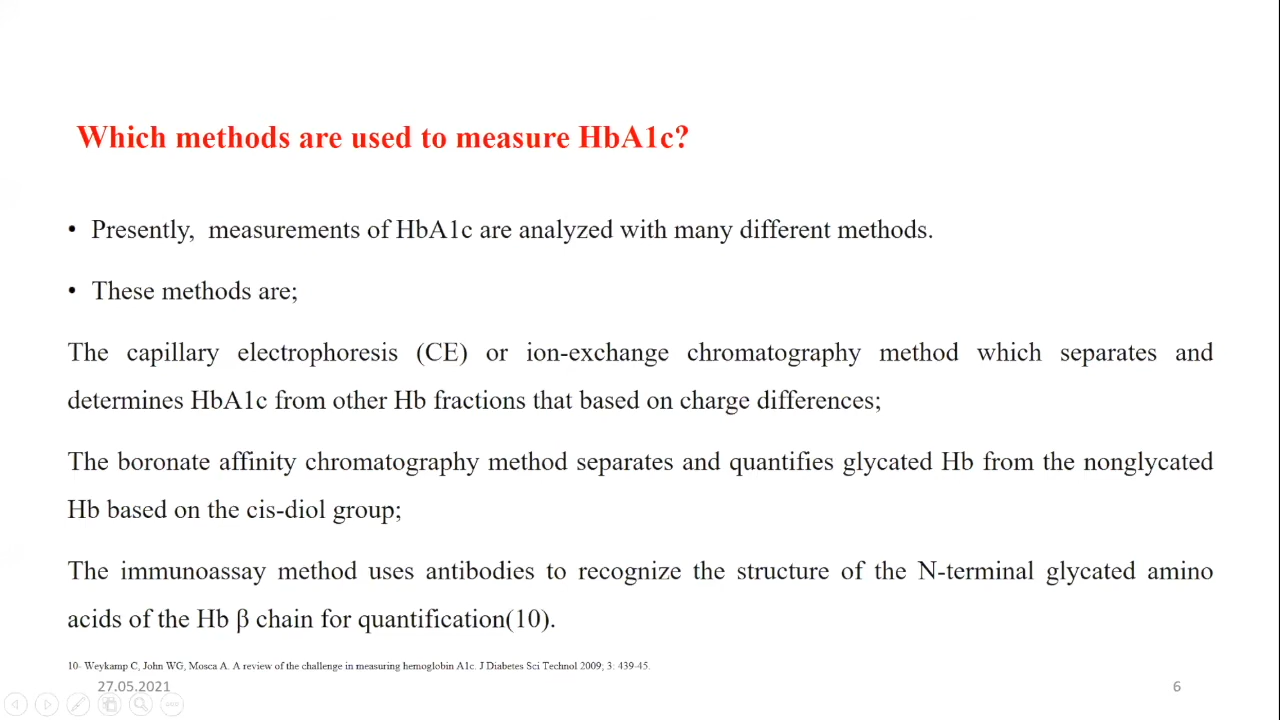 Which methods are used to measure HbA1c?
• Presently, measurements of HbA1c are analyzed with many different methods.
• These methods are;
The capillary electrophoresis (CE) or ion-exchange chromatography method which separates and
determines HbA1c from other Hb fractions that based on charge differences;
The boronate affinity chromatography method separates and quantifies glycated Hb from the nonglycated
Hb based on the cis-diol group;
The immunoassay method uses antibodies to recognize the structure of the N-terminal glycated amino
acids of the Hb β chain for quantification(10).
10- Weykamp C, John WG, Mosca A. A review of the challenge in measuring hemoglobin A1c. J Diabetes Sci Technol 2009; 3: 439-45.
27.05.2021
6